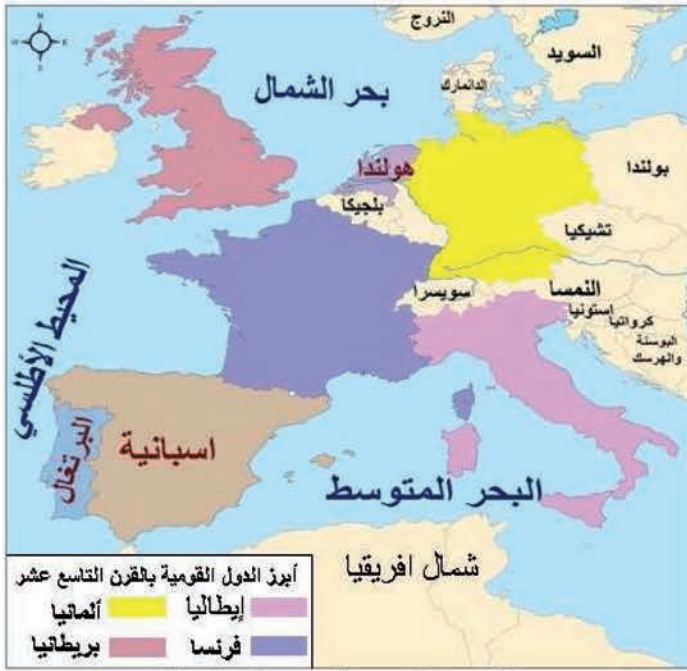 النروج
السويد
N
W E
S
الدانمارك
بحر الشمال
هولندا
بولندا
بلجيكا
تشيكيا
النمسا
سويسرا
استونيا
كرواتيا
البوسنة
والهرسك
المحيط الأطلسي
اسبانية
البرتغال
البحر المتوسط
شمال افريقيا
أبرز الدول القومية بالقرن التاسع عشر
إيطاليا
ألمانيا
فرنسا
بريطانيا